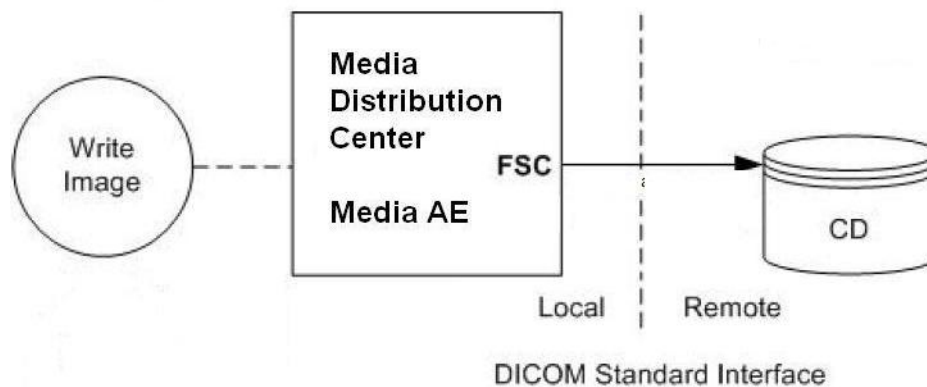 Write
Image
Media
Distribution
Center
FSC
Media AE
a
CD
Local
Remote
DICOM Standard Interface